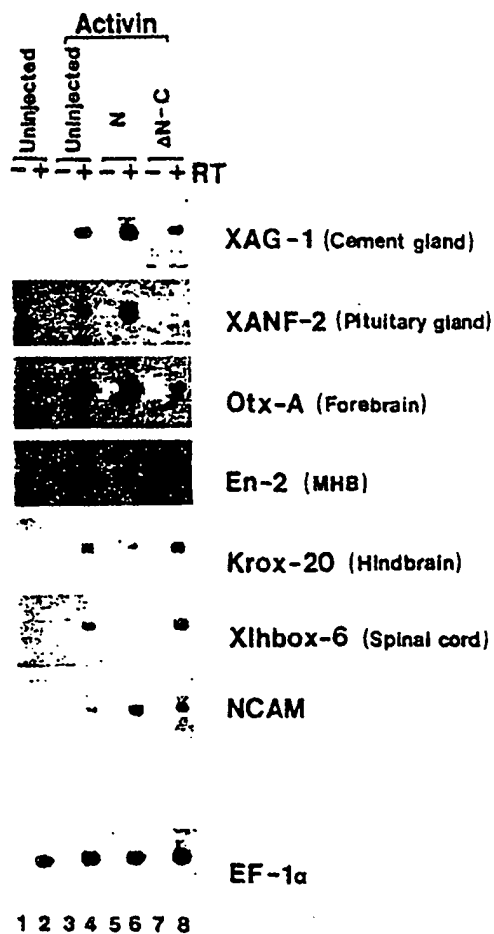 Activin
Uninjected
Uninjected
N
ΔN-C
- + - + - + - + RT
XAG-1 (Cement gland)
XANF-2 (Pituitary gland)
Otx-A (Forebrain)
En-2 (MHB)
Krox-20 (Hindbrain)
Xlhbox-6 (Spinal cord)
NCAM
EF-1α
1 2 3 4 5 6 7 8